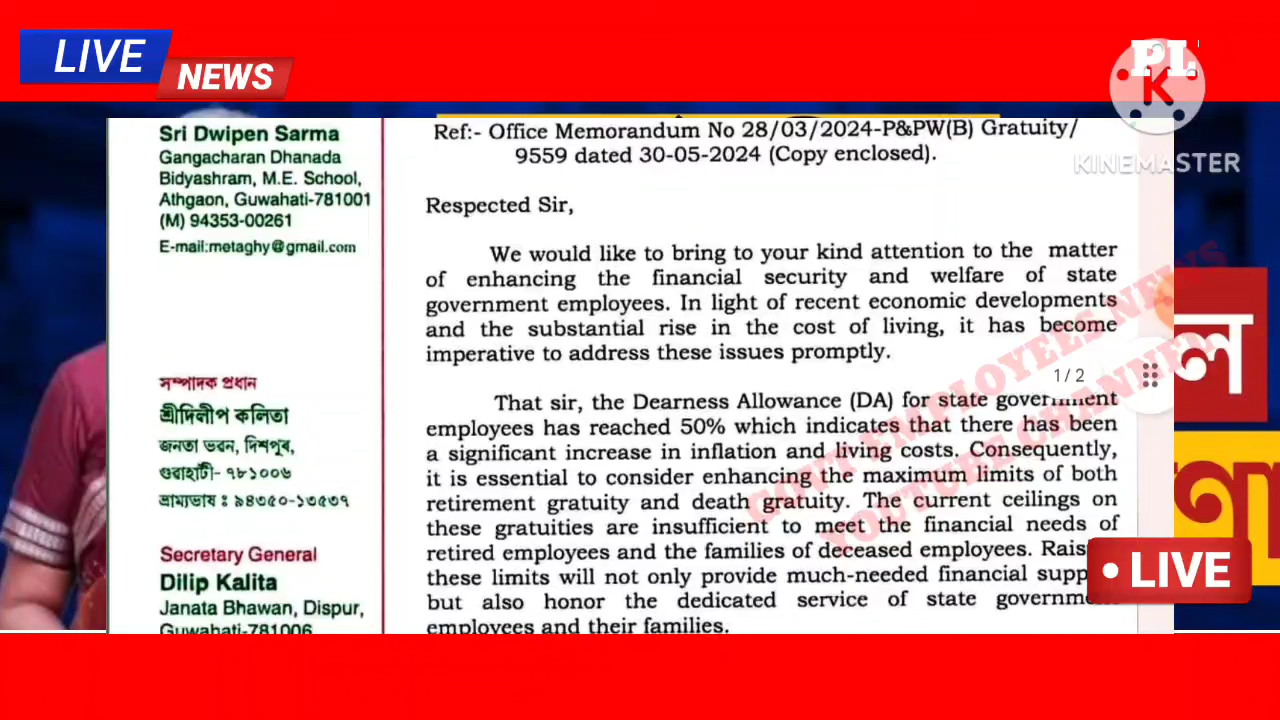 LIVE
NEWS
PL
K
KINEMASTER
Sri Dwipen Sarma
Gangacharan Dhanada
Bidyashram, M.E. School,
Athgaon, Guwahati-781001
(M) 94353-00261
E-mail:metaghy@gmail.com
সম্পাদক প্ৰধান
শ্ৰীদিলীপ কলিতা
জনতা ভৱন, দিশপুৰ,
গুৱাহাটী- ৭৮১০০৬
ভ্ৰাম্যভাষ : ৯৪৩৫০-১৩৫৩৭
Secretary General
Dilip Kalita
Janata Bhawan, Dispur,
Guwahati-781006
Ref:- Office Memorandum No 28/03/2024-P&PW(B) Gratuity/
9559 dated 30-05-2024 (Copy enclosed).
Respected Sir,
We would like to bring to your kind attention to the matter
of enhancing the financial security and welfare of state
government employees. In light of recent economic developments
and the substantial rise in the cost of living, it has become
imperative to address these issues promptly.
1/2
That sir, the Dearness Allowance (DA) for state government
employees has reached 50% which indicates that there has been
a significant increase in inflation and living costs. Consequently,
it is essential to consider enhancing the maximum limits of both
retirement gratuity and death gratuity. The current ceilings on
these gratuities are insufficient to meet the financial needs of
retired employees and the families of deceased employees. Rais
these limits will not only provide much-needed financial supp
but also honor the dedicated service of state governme
employees and their families.
GOVT EMPLOYEES NEWS
YOUTUBE CHANNEL
LIVE